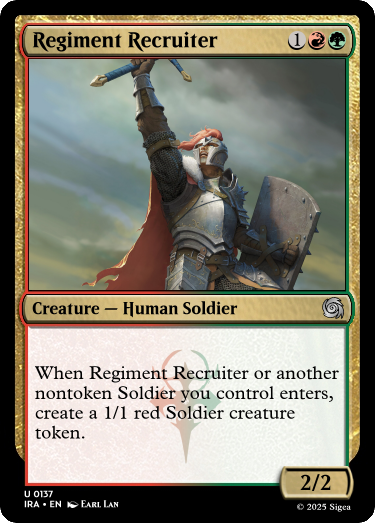 Regiment Recruiter 1
Creature — Human Soldier
When Regiment Recruiter or another
nontoken Soldier you control enters,
create a 1/1 red Soldier creature
token.
2/2
U 0137
IRA • EN Earl Lan
© 2025 Sigea